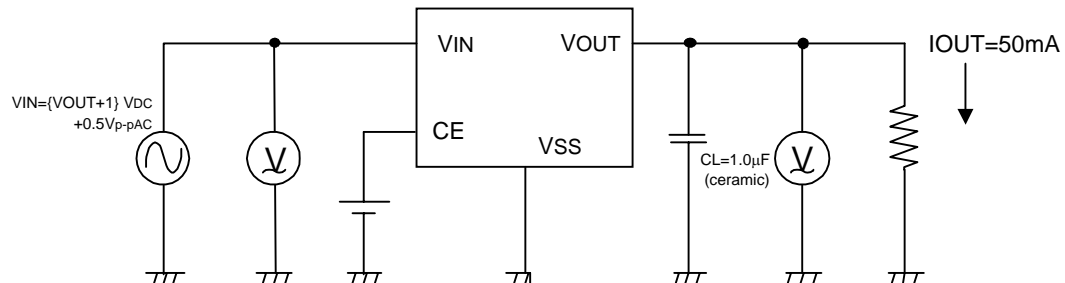 VIN
VOUT
IOUT=50mA
VIN={VOUT+1} VDC
+0.5Vp-pAC
CE
VSS
V
CL=1.0μF
(ceramic)
V